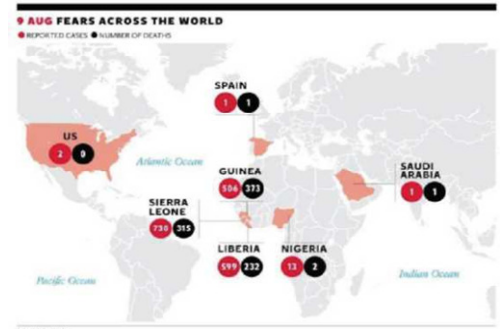 9 AUG FEARS ACROSS THE WORLD
REPORTED CASES NUMBER OF DEATHS
SPAIN
1 1
US
2 0
Atlantic Ocean
GUINEA
506 373
SAUDI
ARABIA
1 1
SIERRA
LEONE
730 315
LIBERIA
599 232
NIGERIA
13 2
Pacific Ocean
Indian Ocean